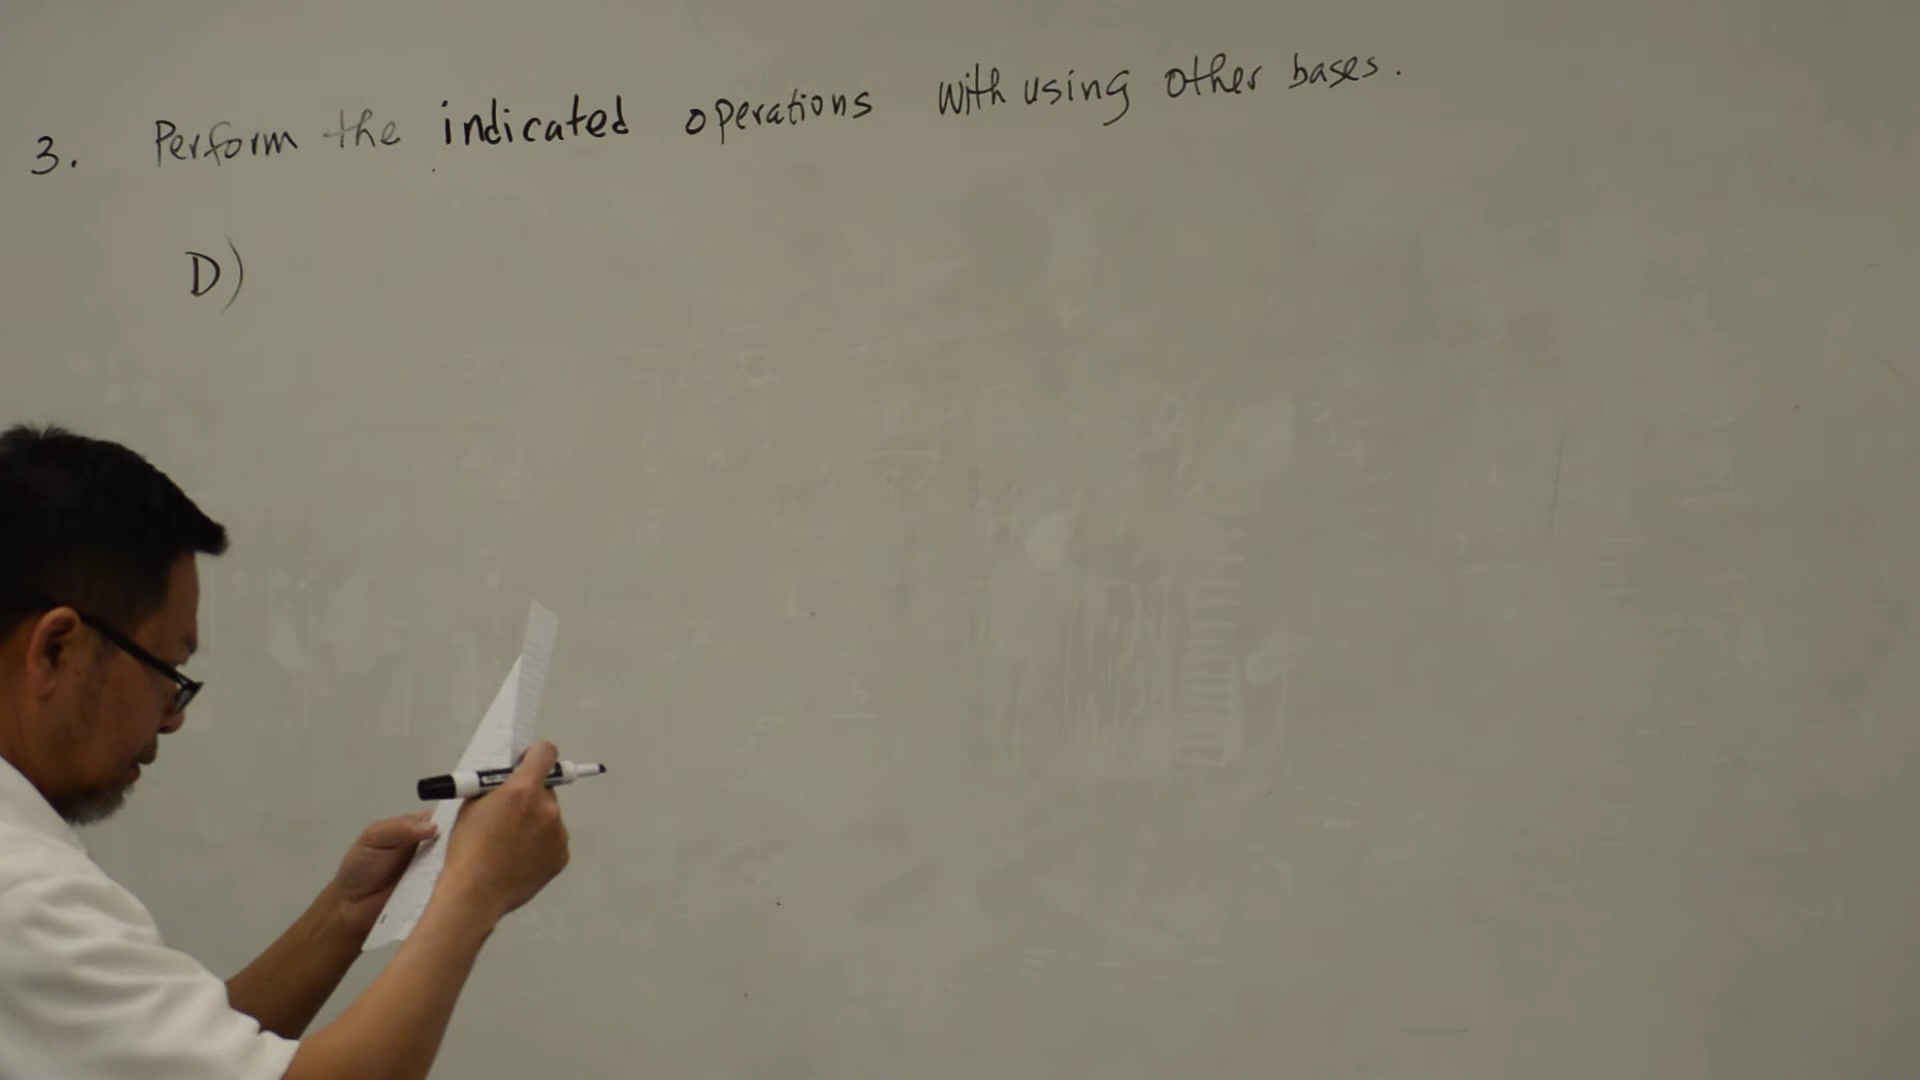 3. Perform the indicated operations with using other bases.
D)